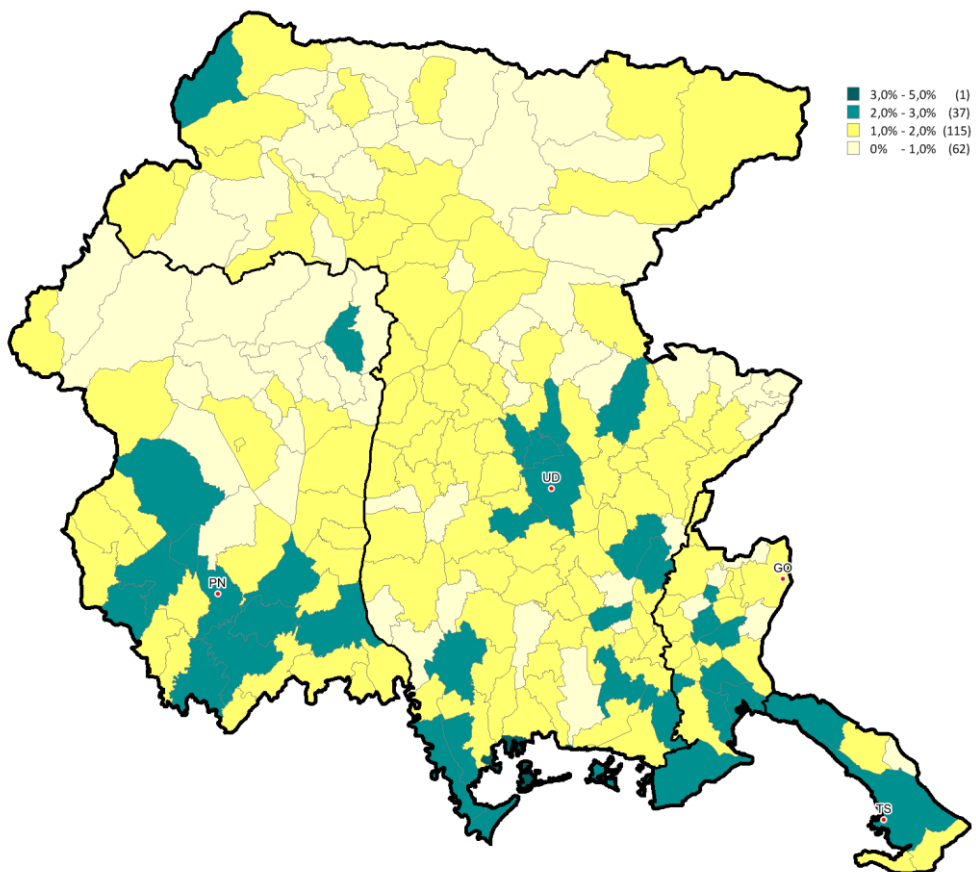 3,0% - 5,0% (1)
2,0% - 3,0% (37)
1,0% - 2,0% (115)
0% - 1,0% (62)
UD
GO
PN
TS